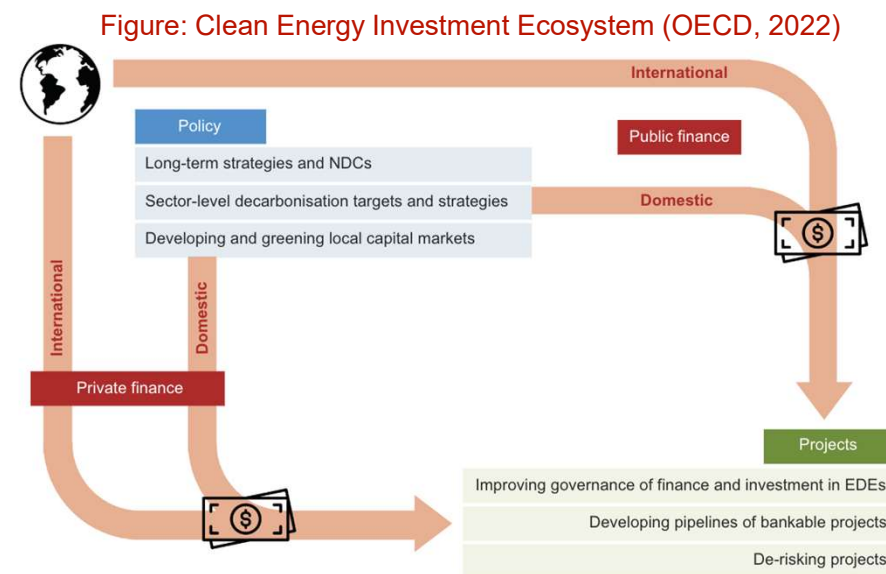 Figure: Clean Energy Investment Ecosystem (OECD, 2022)
International
Policy
Public finance
Long-term strategies and NDCs
Sector-level decarbonisation targets and strategies
Domestic
Developing and greening local capital markets
International
Domestic
Private finance
Projects
Improving governance of finance and investment in EDEs
Developing pipelines of bankable projects
De-risking projects